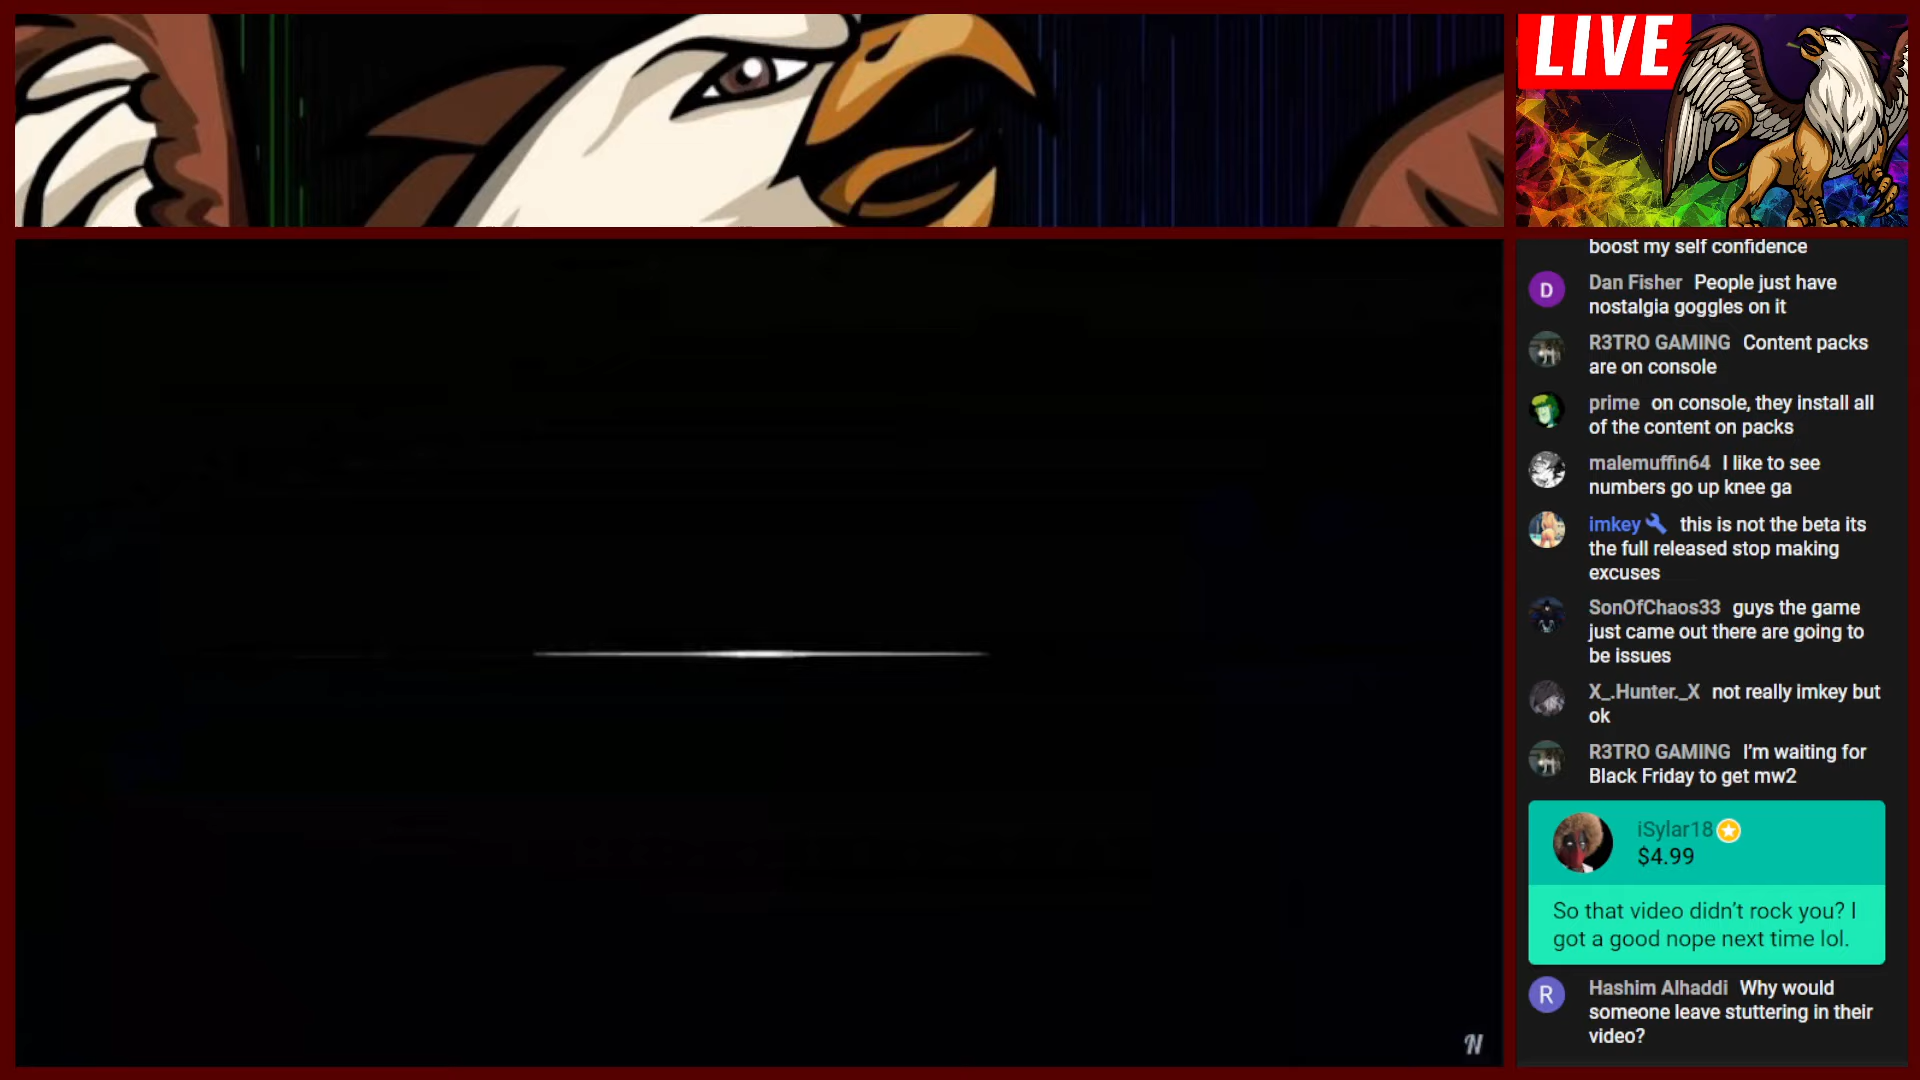 LIVE
boost my self confidence
D
Dan Fisher People just have
nostalgia goggles on it
R3TRO GAMING Content packs
are on console
prime on console, they install all
of the content on packs
malemuffin64 I like to see
numbers go up knee ga
imkey this is not the beta its
the full released stop making
excuses
SonOfChaos33 guys the game
just came out there are going to
be issues
X_.Hunter._X not really imkey but
ok
R3TRO GAMING I'm waiting for
Black Friday to get mw2
iSylar18
$4.99
So that video didn't rock you? I
got a good nope next time lol.
R
Hashim Alhaddi Why would
someone leave stuttering in their
video?
N